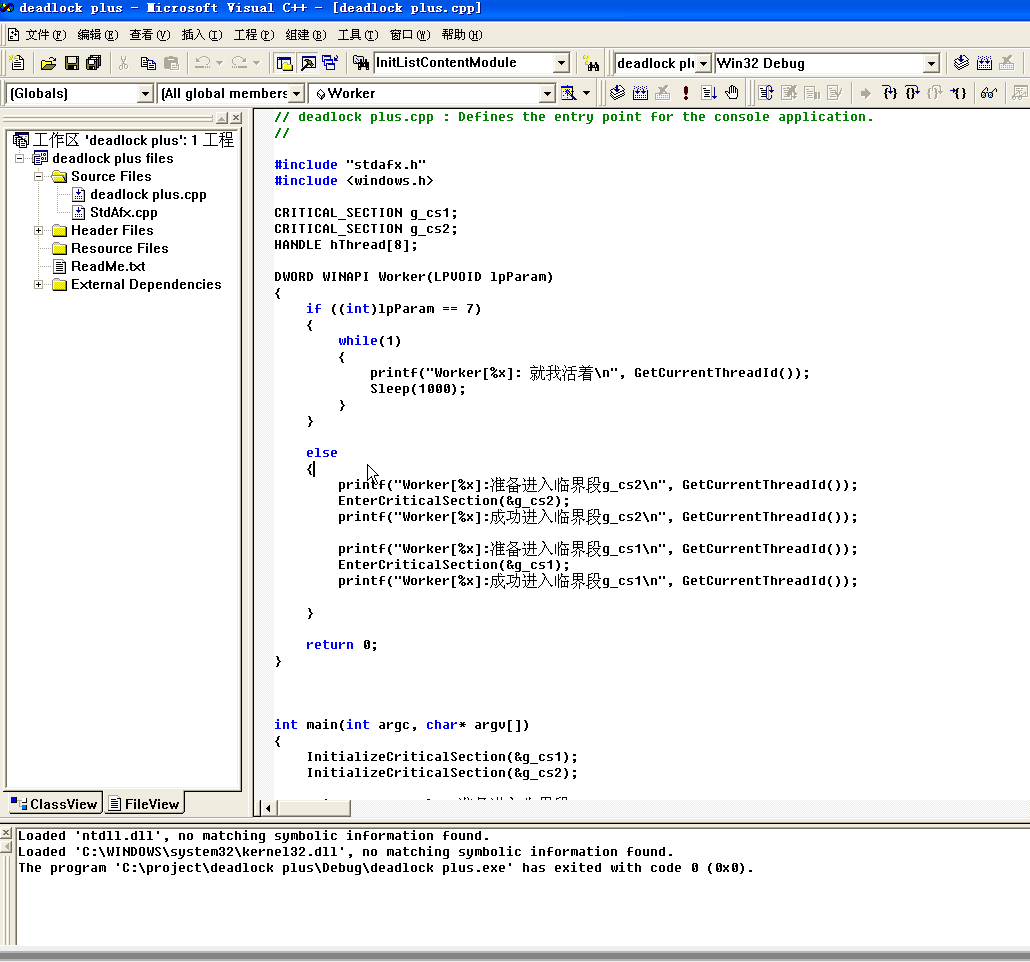 deadlock plus - Microsoft Visual C++ - [deadlock plus.cpp]
文件(F) 编辑(E) 查看(V) 插入(I) 工程(P) 组建(B) 工具(T) 窗口(W) 帮助(H)
InitListContentModule deadlock plu Win32 Debug
(Globals) (All global members Worker
工作区 'deadlock plus': 1 工程
deadlock plus files
Source Files
deadlock plus.cpp
StdAfx.cpp
Header Files
Resource Files
ReadMe.txt
External Dependencies
ClassView FileView
// deadlock plus.cpp : Defines the entry point for the console application.
//
#include "stdafx.h"
#include <windows.h>
CRITICAL_SECTION g_cs1;
CRITICAL_SECTION g_cs2;
HANDLE hThread[8];
DWORD WINAPI Worker(LPVOID lpParam)
{
if ((int)lpParam == 7)
{
while(1)
{
printf("Worker[%x]: 就我活着\n", GetCurrentThreadId());
Sleep(1000);
}
}
else
{
printf("Worker[%x]:准备进入临界段g_cs2\n", GetCurrentThreadId());
EnterCriticalSection(&g_cs2);
printf("Worker[%x]:成功进入临界段g_cs2\n", GetCurrentThreadId());
printf("Worker[%x]:准备进入临界段g_cs1\n", GetCurrentThreadId());
EnterCriticalSection(&g_cs1);
printf("Worker[%x]:成功进入临界段g_cs1\n", GetCurrentThreadId());
}
return 0;
}
int main(int argc, char* argv[])
{
InitializeCriticalSection(&g_cs1);
InitializeCriticalSection(&g_cs2);
Loaded 'ntdll.dll', no matching symbolic information found.
Loaded 'C:\WINDOWS\system32\kernel32.dll', no matching symbolic information found.
The program 'C:\project\deadlock plus\Debug\deadlock plus.exe' has exited with code 0 (0x0).